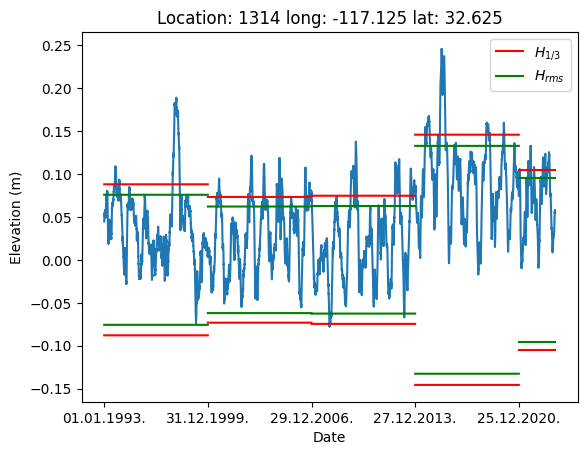 Location: 1314 long: -117.125 lat: 32.625
H1/3
Hrms
Elevation (m)
0.25
0.20
0.15
0.10
0.05
0.00
−0.05
−0.10
−0.15
01.01.1993. 31.12.1999. 29.12.2006. 27.12.2013. 25.12.2020.
Date